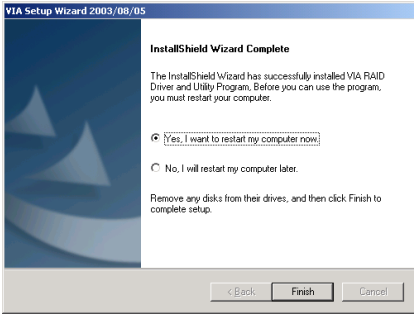 VIA Setup Wizard 2003/08/05
InstallShield Wizard Complete
The InstallShield Wizard has successfully installed VIA RAID
Driver and Utility Program, Before you can use the program,
you must restart your computer.
Yes, I want to restart my computer now.
No, I will restart my computer later.
Remove any disks from their drives, and then click Finish to
complete setup.
< Back
Finish
Cancel